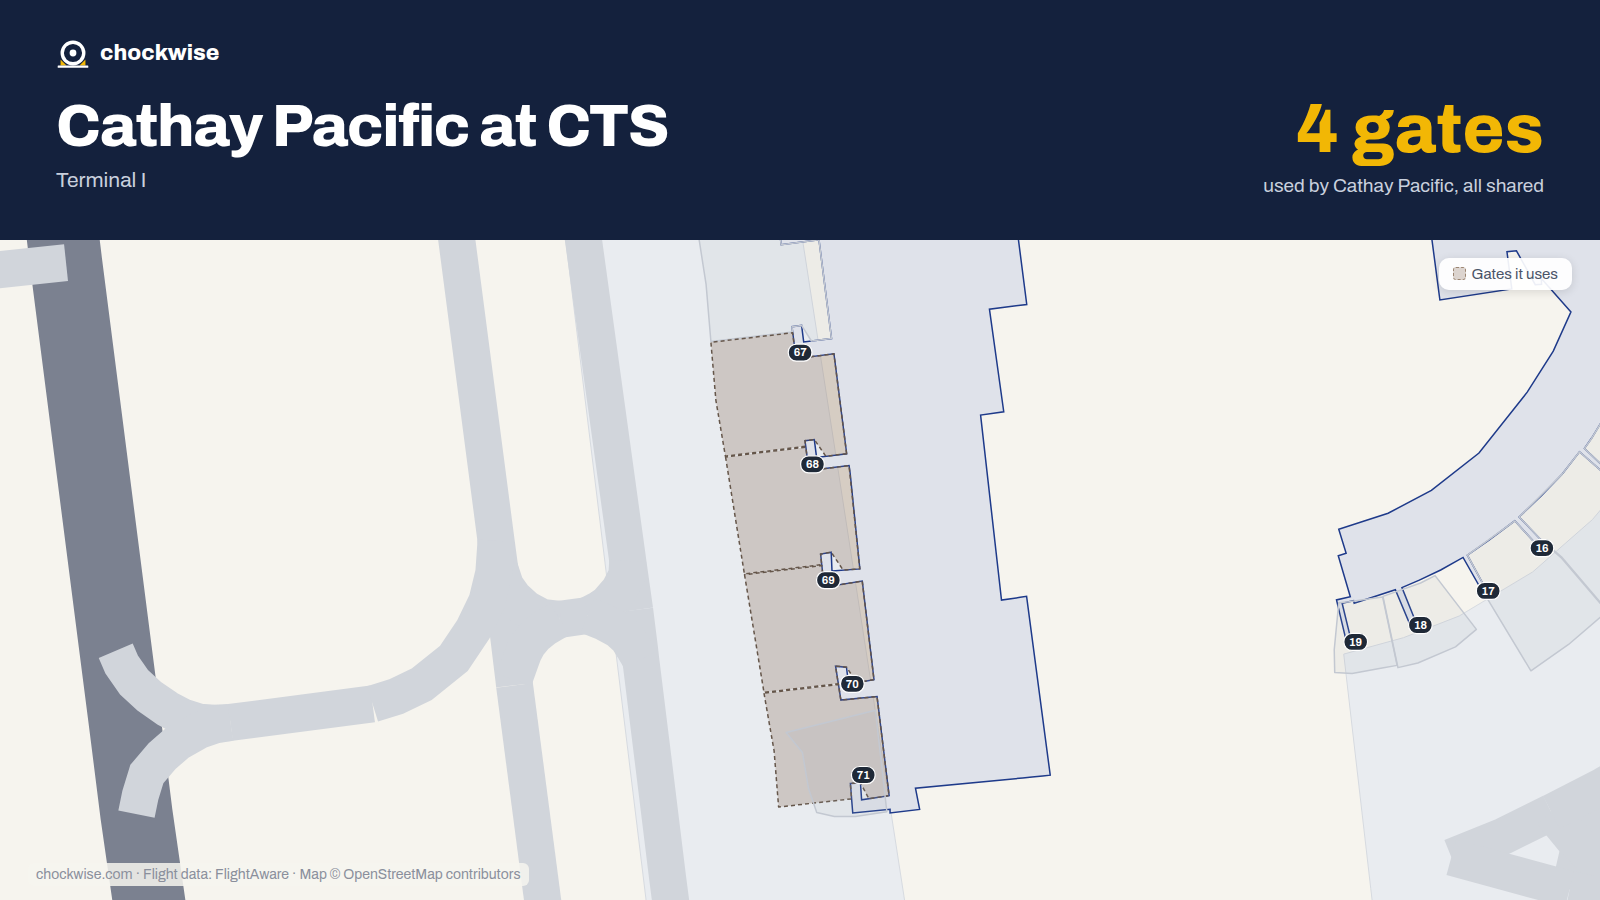 chockwise
Cathay Pacific at CTS
Terminal I
4 gates
used by Cathay Pacific, all shared
Gates it uses
67
68
69
70
71
16
17
18
19
chockwise.com · Flight data: FlightAware · Map © OpenStreetMap contributors